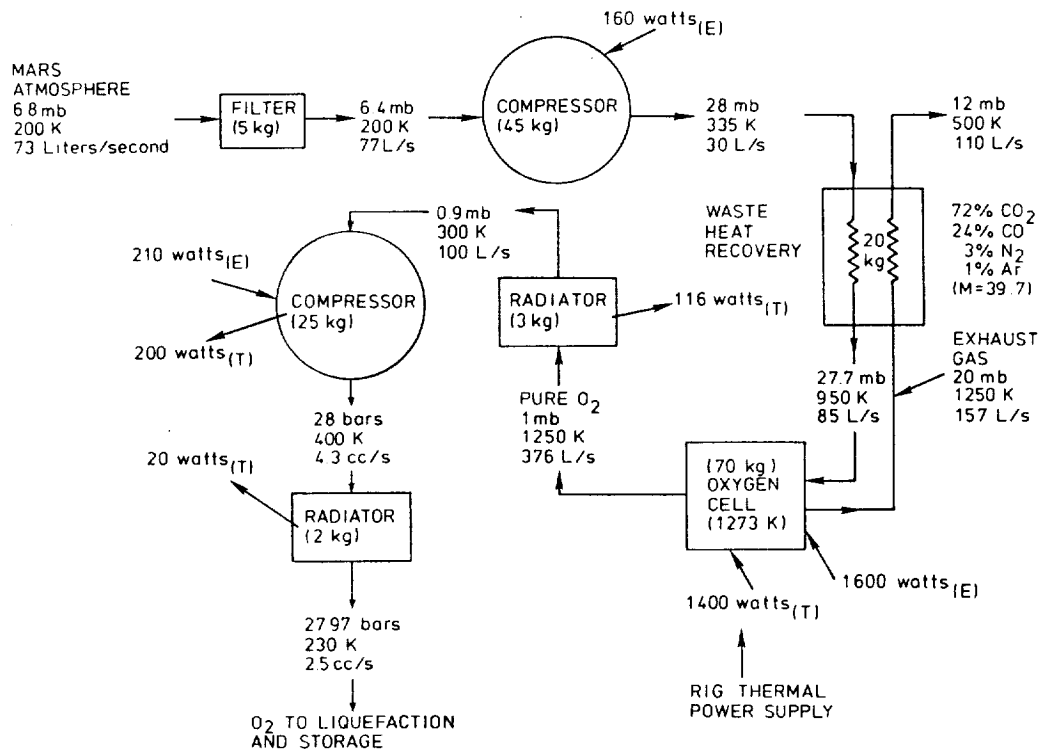 160 watts(E)
MARS
ATMOSPHERE
6.8 mb
200 K
73 Liters/second
FILTER
(5 kg)
6.4 mb
200 K
77 L/s
COMPRESSOR
(45 kg)
28 mb
335 K
30 L/s
12 mb
500 K
110 L/s
WASTE
HEAT
RECOVERY
20
kg
72% CO2
24% CO
3% N2
1% Ar
(M=39.7)
EXHAUST
GAS
20 mb
1250 K
157 L/s
27.7 mb
950 K
85 L/s
0.9 mb
300 K
100 L/s
210 watts(E)
COMPRESSOR
(25 kg)
200 watts(T)
RADIATOR
(3 kg)
116 watts(T)
PURE O2
1 mb
1250 K
376 L/s
(70 kg)
OXYGEN
CELL
(1273 K)
1600 watts(E)
1400 watts(T)
RIG THERMAL
POWER SUPPLY
28 bars
400 K
4.3 cc/s
20 watts(T)
RADIATOR
(2 kg)
27.97 bars
230 K
2.5 cc/s
O2 TO LIQUEFACTION
AND STORAGE